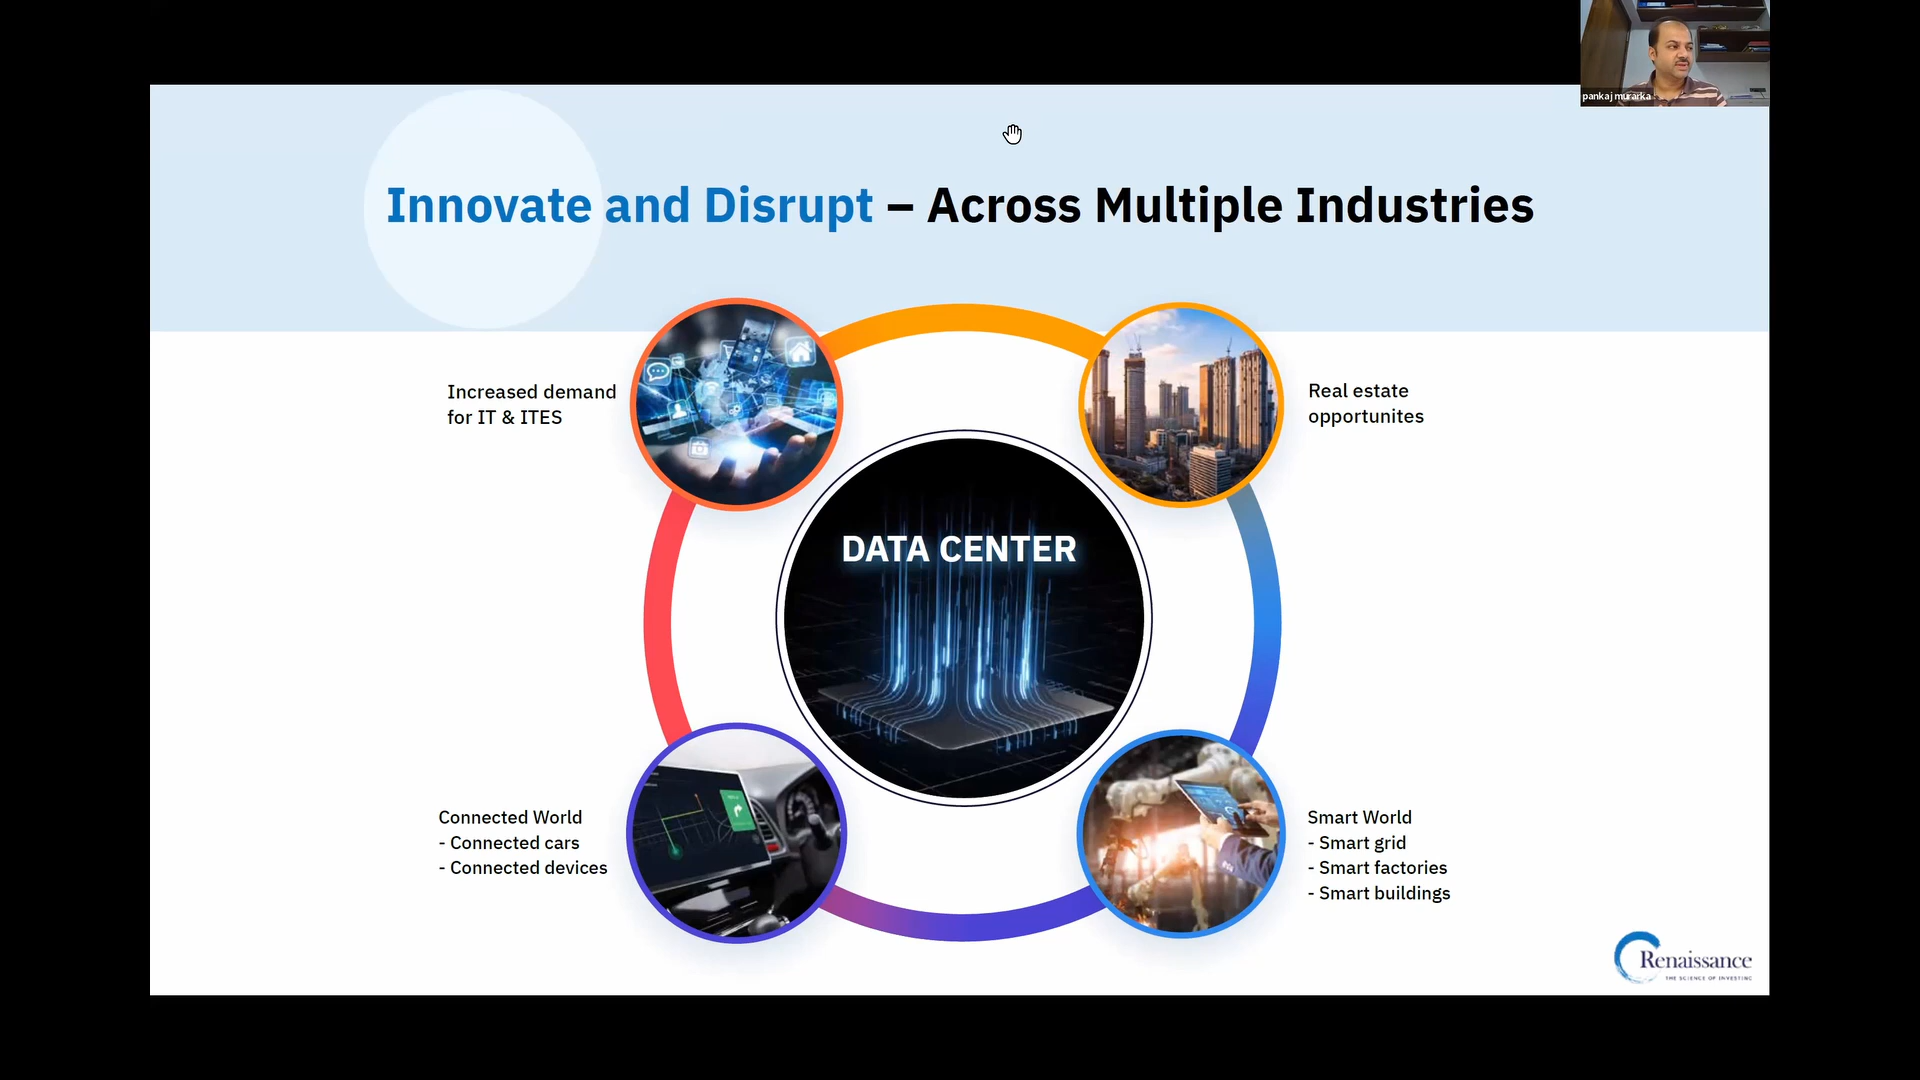 pankaj murarka
Innovate and Disrupt – Across Multiple Industries
Increased demand
for IT & ITES
Real estate
opportunites
DATA CENTER
Connected World
- Connected cars
- Connected devices
Smart World
- Smart grid
- Smart factories
- Smart buildings
Renaissance
THE SCIENCE OF INVESTING